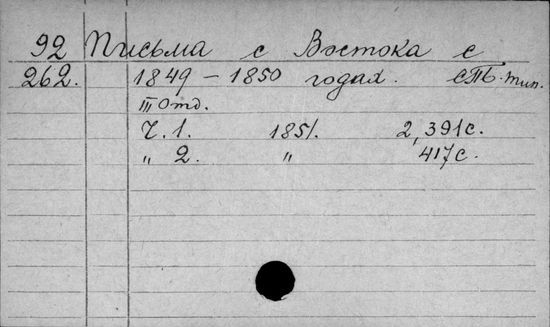 92 Письма с Востока с
262. 1849 – 1850 годах. СПБ. тип.
III Отд.
Ч. 1. 1851. 2, 391 с.
„ 2. „ 417 с.